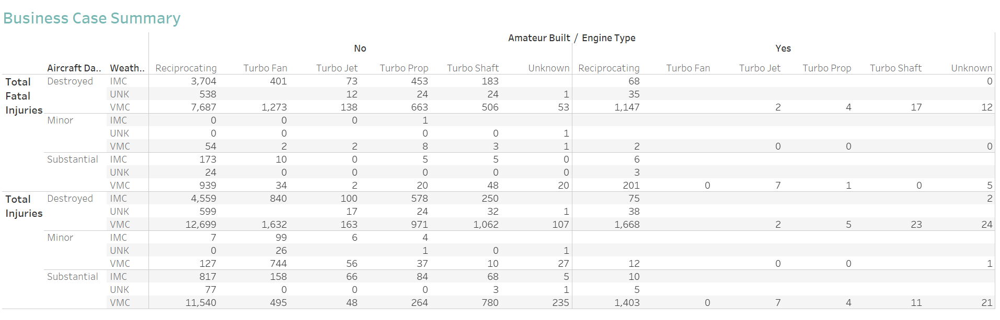 Business Case Summary
Amateur Built / Engine Type
No Yes
Aircraft Da.. Weath.. Reciprocating Turbo Fan Turbo Jet Turbo Prop Turbo Shaft Unknown Reciprocating Turbo Fan Turbo Jet Turbo Prop Turbo Shaft Unknown
Total Destroyed IMC 3,704 401 73 453 183 68 0
Fatal UNK 538 12 24 24 1 35
Injuries VMC 7,687 1,273 138 663 506 53 1,147 2 4 17 12
Minor IMC 0 0 0 1
UNK 0 0 0 0 1
VMC 54 2 2 8 3 1 2 0 0 0
Substantial IMC 173 10 0 5 5 0 6
UNK 24 0 0 0 0 0 3
VMC 939 34 2 20 48 20 201 0 7 1 0 5
Total Destroyed IMC 4,559 840 100 578 250 75 2
Injuries UNK 599 17 24 32 1 38
VMC 12,699 1,632 163 971 1,062 107 1,668 2 5 23 24
Minor IMC 7 99 6 4
UNK 0 26 1 0 1
VMC 127 744 56 37 10 27 12 0 0 1
Substantial IMC 817 158 66 84 68 5 10
UNK 77 0 0 0 3 1 5
VMC 11,540 495 48 264 780 235 1,403 0 7 4 11 21